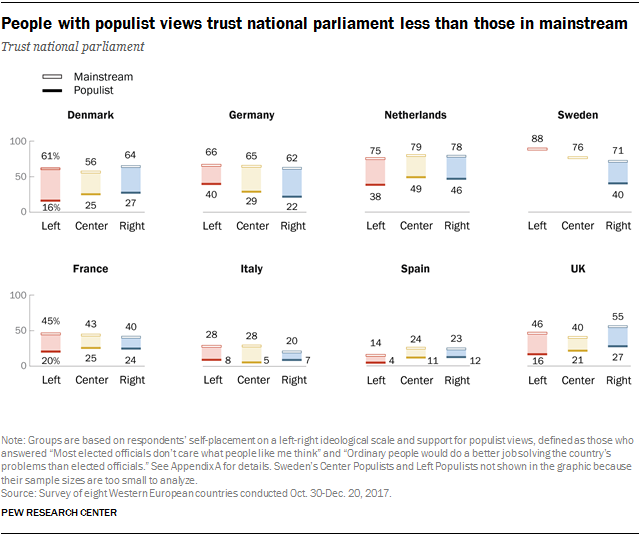 People with populist views trust national parliament less than those in mainstream
Trust national parliament
Mainstream
Populist
Denmark Germany Netherlands Sweden
100
50
0
61% 56 64
16% 25 27
Left Center Right
66 65 62
40 29 22
Left Center Right
75 79 78
38 49 46
Left Center Right
88 76 71
40
Left Center Right
France Italy Spain UK
100
50
0
45% 43 40
20% 25 24
Left Center Right
28 28 20
8 5 7
Left Center Right
14 24 23
4 11 12
Left Center Right
46 40 55
16 21 27
Left Center Right
Note: Groups are based on respondents' self-placement on a left-right ideological scale and support for populist views, defined as those who
answered “Most elected officials don't care what people like me think” and “Ordinary people would do a better job solving the country's
problems than elected officials.” See Appendix A for details. Sweden's Center Populists and Left Populists not shown in the graphic because
their sample sizes are too small to analyze.
Source: Survey of eight Western European countries conducted Oct. 30-Dec. 20, 2017.
PEW RESEARCH CENTER